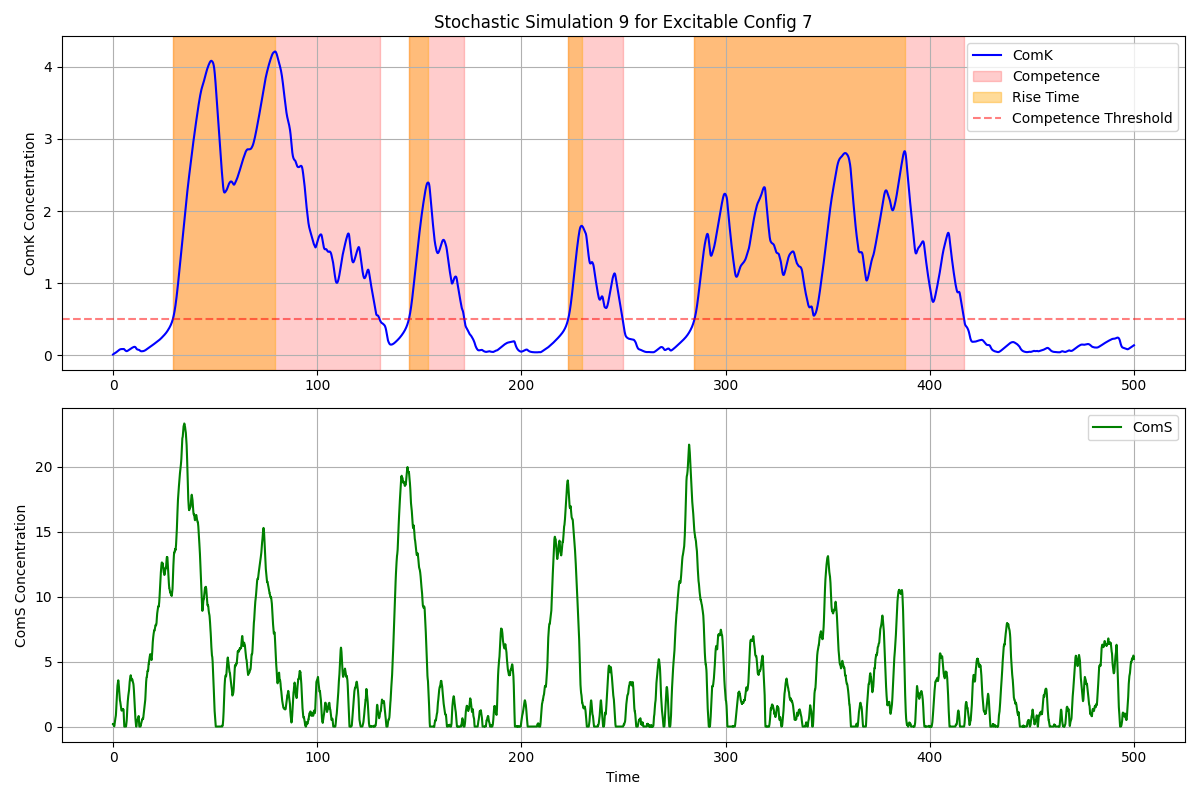 Stochastic Simulation 9 for Excitable Config 7
ComK Concentration
4
3
2
1
0
ComK
Competence
Rise Time
Competence Threshold
0 100 200 300 400 500
ComS Concentration
20
15
10
5
0
ComS
0 100 200 300 400 500
Time